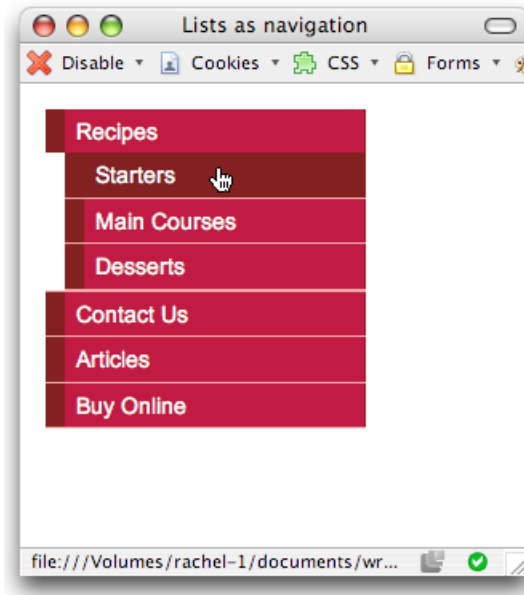 Lists as navigation
Disable Cookies CSS Forms
Recipes
Starters
Main Courses
Desserts
Contact Us
Articles
Buy Online
file:///Volumes/rachel-1/documents/wr...